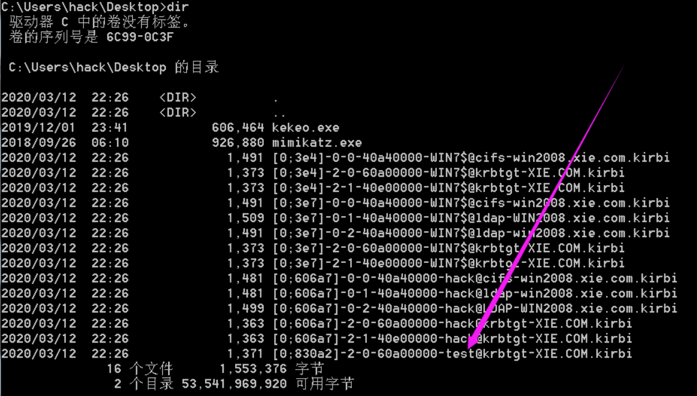 C:\Users\hack\Desktop>dir
驱动器 C 中的卷没有标签。
卷的序列号是 6C99-0C3F
C:\Users\hack\Desktop 的目录
2020/03/12 22:26 <DIR> .
2020/03/12 22:26 <DIR> ..
2019/12/01 23:41 606,464 kekeo.exe
2018/09/26 06:10 926,880 mimikatz.exe
2020/03/12 22:26 1,491 [0;3e4]-0-0-40a40000-WIN7$@cifs-win2008.xie.com.kirbi
2020/03/12 22:26 1,373 [0;3e4]-2-0-60a00000-WIN7$@krbtgt-XIE.COM.kirbi
2020/03/12 22:26 1,373 [0;3e4]-2-1-40e00000-WIN7$@krbtgt-XIE.COM.kirbi
2020/03/12 22:26 1,491 [0;3e7]-0-0-40a40000-WIN7$@cifs-win2008.xie.com.kirbi
2020/03/12 22:26 1,509 [0;3e7]-0-1-40a40000-WIN7$@ldap-WIN2008.xie.com.kirbi
2020/03/12 22:26 1,491 [0;3e7]-0-2-40a40000-WIN7$@ldap-win2008.xie.com.kirbi
2020/03/12 22:26 1,373 [0;3e7]-2-0-60a00000-WIN7$@krbtgt-XIE.COM.kirbi
2020/03/12 22:26 1,373 [0;3e7]-2-1-40e00000-WIN7$@krbtgt-XIE.COM.kirbi
2020/03/12 22:26 1,481 [0;606a7]-0-0-40a40000-hack@cifs-win2008.xie.com.kirbi
2020/03/12 22:26 1,481 [0;606a7]-0-1-40a40000-hack@ldap-win2008.xie.com.kirbi
2020/03/12 22:26 1,499 [0;606a7]-0-2-40a40000-hack@LDAP-WIN2008.xie.com.kirbi
2020/03/12 22:26 1,363 [0;606a7]-2-0-60a00000-hack@krbtgt-XIE.COM.kirbi
2020/03/12 22:26 1,363 [0;606a7]-2-1-40e00000-hack@krbtgt-XIE.COM.kirbi
2020/03/12 22:26 1,371 [0;830a2]-2-0-60a00000-test@krbtgt-XIE.COM.kirbi
16 个文件 1,553,376 字节
2 个目录 53,541,969,920 可用字节